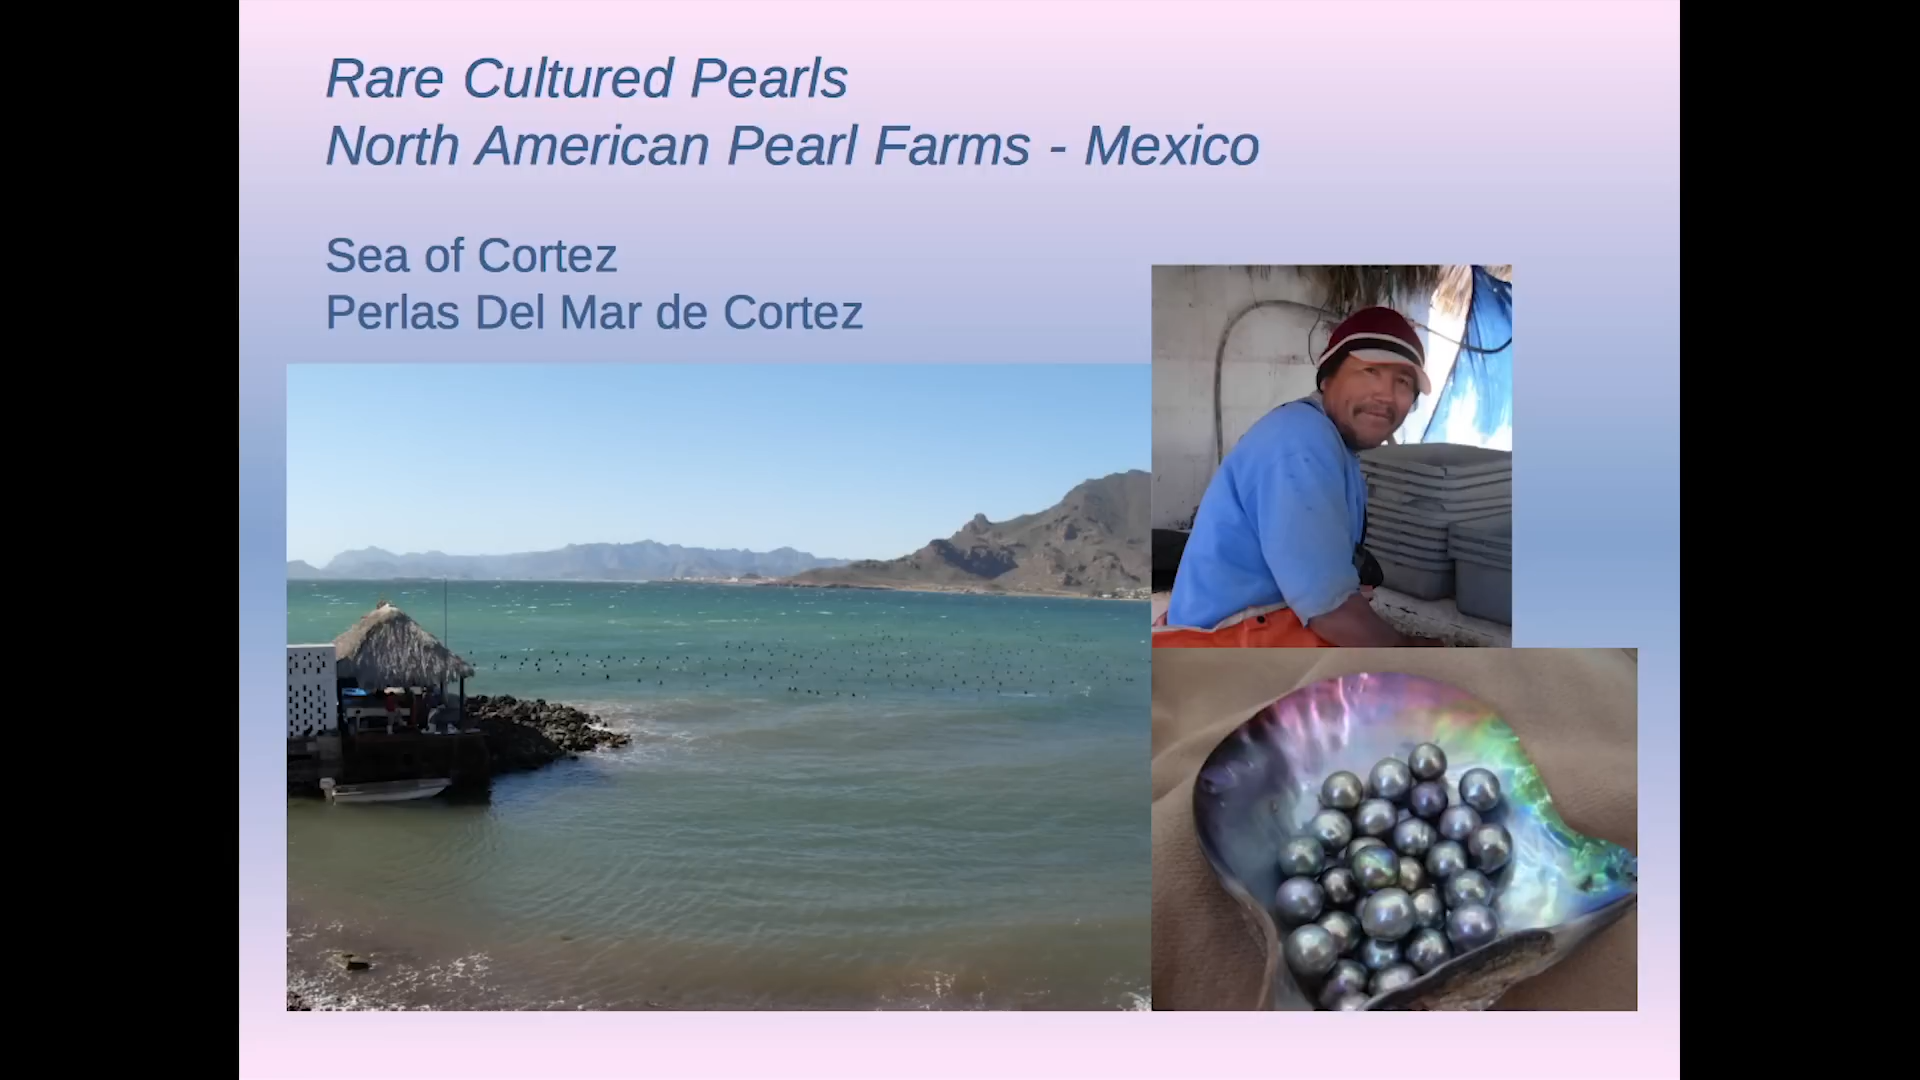 Rare Cultured Pearls
North American Pearl Farms - Mexico
Sea of Cortez
Perlas Del Mar de Cortez